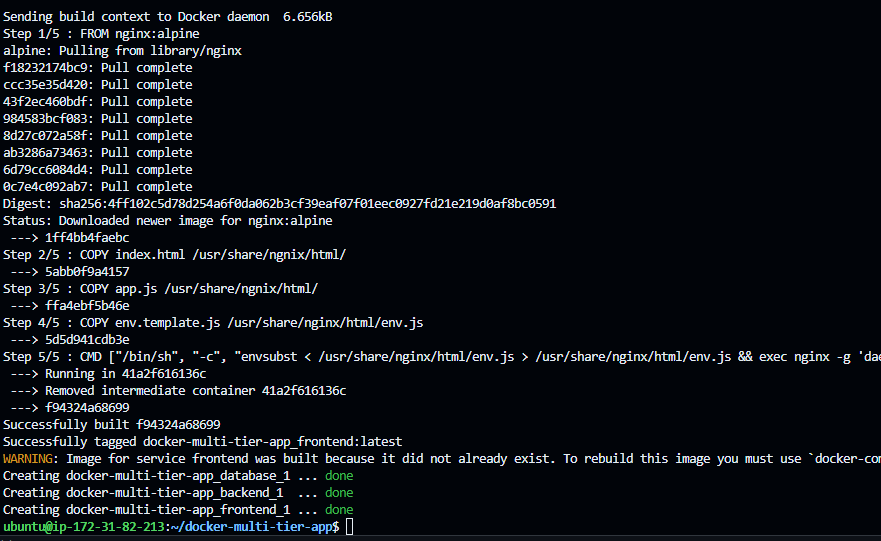 Sending build context to Docker daemon  6.656kB
Step 1/5 : FROM nginx:alpine
alpine: Pulling from library/nginx
f18232174bc9: Pull complete
ccc35e35d420: Pull complete
43f2ec460bdf: Pull complete
984583bcf083: Pull complete
8d27c072a58f: Pull complete
ab3286a73463: Pull complete
6d79cc6084d4: Pull complete
0c7e4c092ab7: Pull complete
Digest: sha256:4ff102c5d78d254a6f0da062b3cf39eaf07f01eec0927fd21e219d0af8bc0591
Status: Downloaded newer image for nginx:alpine
 ---> 1ff4bb4faebc
Step 2/5 : COPY index.html /usr/share/ngnix/html/
 ---> 5abb0f9a4157
Step 3/5 : COPY app.js /usr/share/ngnix/html/
 ---> ffa4ebf5b46e
Step 4/5 : COPY env.template.js /usr/share/nginx/html/env.js
 ---> 5d5d941cdb3e
Step 5/5 : CMD ["/bin/sh", "-c", "envsubst < /usr/share/nginx/html/env.js > /usr/share/nginx/html/env.js && exec nginx -g 'dae
 ---> Running in 41a2f616136c
 ---> Removed intermediate container 41a2f616136c
 ---> f94324a68699
Successfully built f94324a68699
Successfully tagged docker-multi-tier-app_frontend:latest
WARNING: Image for service frontend was built because it did not already exist. To rebuild this image you must use `docker-com
Creating docker-multi-tier-app_database_1 ... done
Creating docker-multi-tier-app_backend_1  ... done
Creating docker-multi-tier-app_frontend_1 ... done
ubuntu@ip-172-31-82-213:~/docker-multi-tier-app$